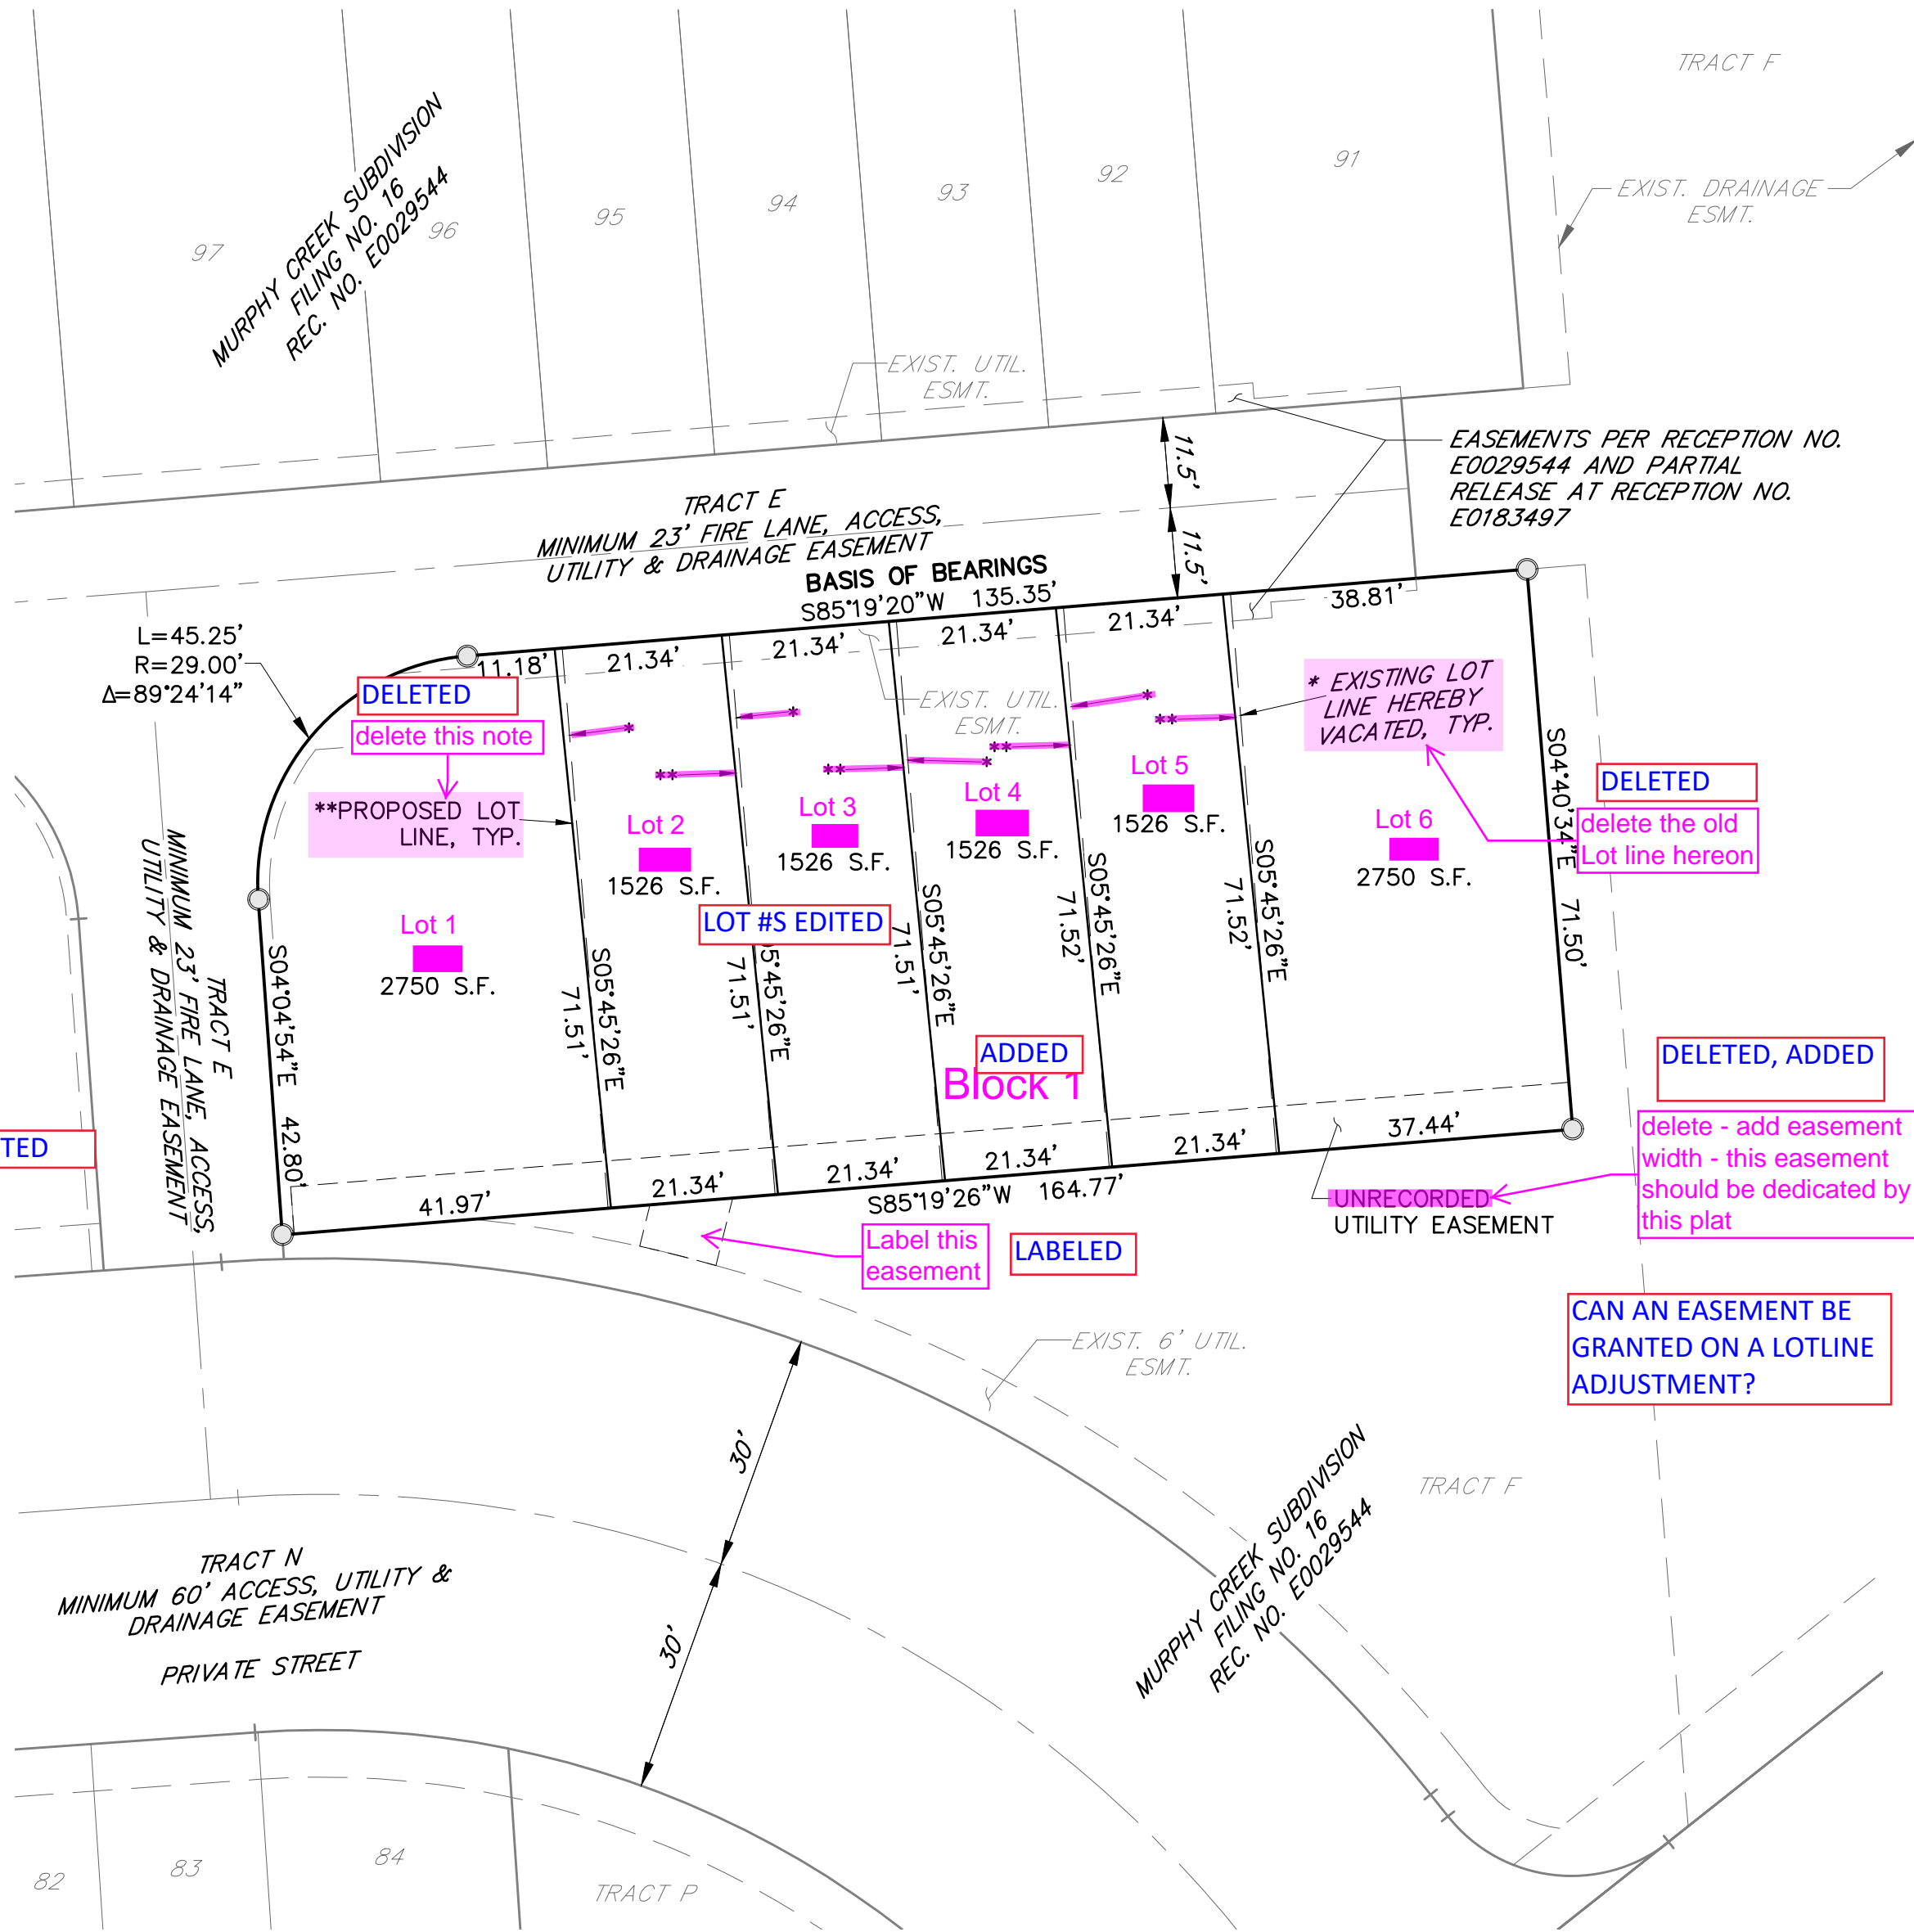 TRACT F
MURPHY CREEK SUBDIVISION
FILING NO. 16
REC. NO. E0029544
97
96
95
94
93
92
91
EXIST. DRAINAGE
ESMT.
EXIST. UTIL.
ESMT.
11.5'
11.5'
EASEMENTS PER RECEPTION NO.
E0029544 AND PARTIAL
RELEASE AT RECEPTION NO.
E0183497
TRACT E
MINIMUM 23' FIRE LANE, ACCESS,
UTILITY & DRAINAGE EASEMENT
BASIS OF BEARINGS
S85°19'20"W 135.35'
L=45.25'
R=29.00'
Δ=89°24'14"
11.18'
21.34'
21.34'
21.34'
21.34'
38.81'
DELETED
delete this note
**PROPOSED LOT
LINE, TYP.
EXIST. UTIL.
ESMT.
* EXISTING LOT
LINE HEREBY
VACATED, TYP.
*
*
*
*
**
**
**
**
DELETED
delete the old
Lot line hereon
S04°40'34"E 71.50'
Lot 1
2750 S.F.
Lot 2
1526 S.F.
Lot 3
1526 S.F.
Lot 4
1526 S.F.
Lot 5
1526 S.F.
Lot 6
2750 S.F.
LOT #S EDITED
S05°45'26"E
71.51'
5°45'26"E
71.51'
S05°45'26"E
71.51'
S05°45'26"E
71.52'
S05°45'26"E
71.52'
TRACT E
MINIMUM 23' FIRE LANE, ACCESS,
UTILITY & DRAINAGE EASEMENT
S04°04'54"E 42.80'
ADDED
Block 1
TED
DELETED, ADDED
delete - add easement
width - this easement
should be dedicated by
this plat
41.97'
21.34'
21.34'
21.34'
21.34'
37.44'
S85°19'26"W 164.77'
UNRECORDED
UTILITY EASEMENT
Label this
easement
LABELED
CAN AN EASEMENT BE
GRANTED ON A LOTLINE
ADJUSTMENT?
EXIST. 6' UTIL.
ESMT.
30'
30'
TRACT F
MURPHY CREEK SUBDIVISION
FILING NO. 16
REC. NO. E0029544
TRACT N
MINIMUM 60' ACCESS, UTILITY &
DRAINAGE EASEMENT
PRIVATE STREET
82
83
84
TRACT P